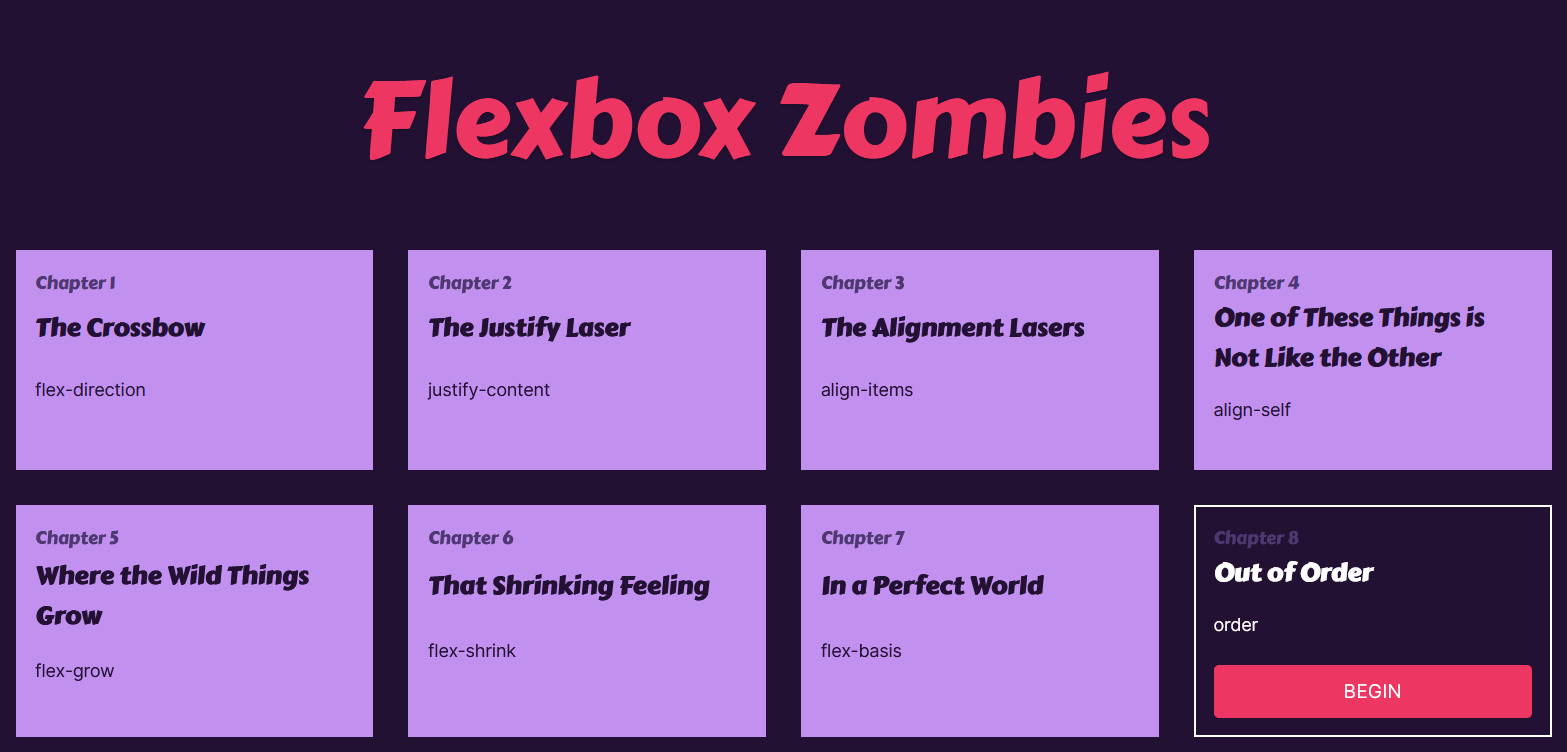 Flexbox Zombies
Chapter 1
The Crossbow
flex-direction
Chapter 2
The Justify Laser
justify-content
Chapter 3
The Alignment Lasers
align-items
Chapter 4
One of These Things is
Not Like the Other
align-self
Chapter 5
Where the Wild Things
Grow
flex-grow
Chapter 6
That Shrinking Feeling
flex-shrink
Chapter 7
In a Perfect World
flex-basis
Chapter 8
Out of Order
order
BEGIN